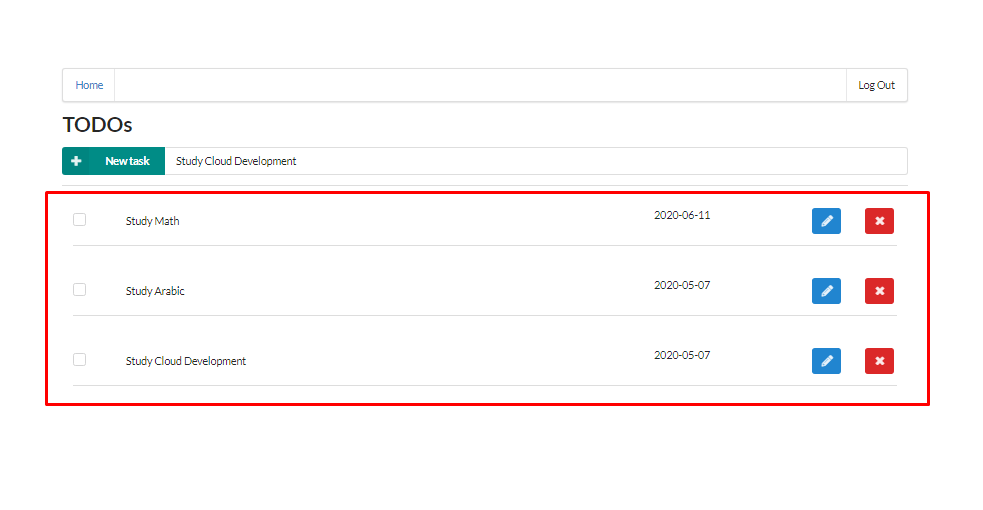 Home
Log Out
TODOs
New task
Study Cloud Development
Study Math
2020-06-11
Study Arabic
2020-05-07
Study Cloud Development
2020-05-07